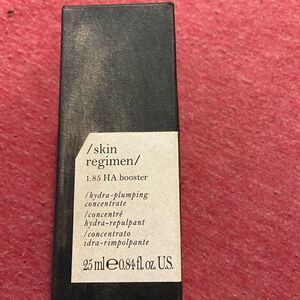 /skin
regimen/
1.85 HA booster
/hydra-plumping
concentrate
/concentré
hydra-repulpant
/concentrato
idra-rimpolpante
25 ml e 0.84 fl. oz. U.S.